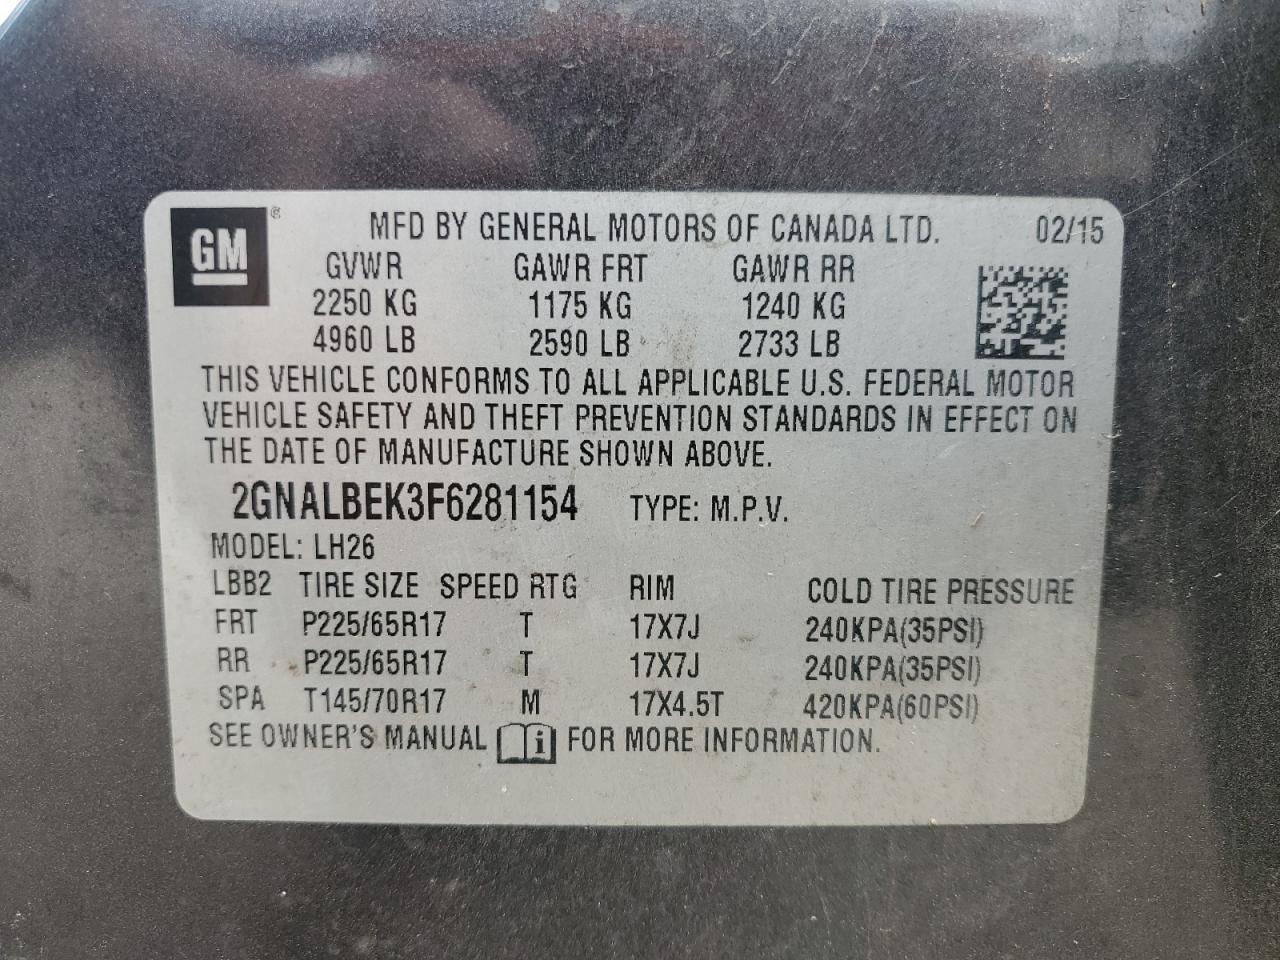 GM ®
MFD BY GENERAL MOTORS OF CANADA LTD. 02/15
GVWR GAWR FRT GAWR RR
2250 KG 1175 KG 1240 KG
4960 LB 2590 LB 2733 LB
THIS VEHICLE CONFORMS TO ALL APPLICABLE U.S. FEDERAL MOTOR
VEHICLE SAFETY AND THEFT PREVENTION STANDARDS IN EFFECT ON
THE DATE OF MANUFACTURE SHOWN ABOVE.
2GNALBEK3F6281154 TYPE: M.P.V.
MODEL: LH26
LBB2 TIRE SIZE SPEED RTG RIM COLD TIRE PRESSURE
FRT P225/65R17 T 17X7J 240KPA(35PSI)
RR P225/65R17 T 17X7J 240KPA(35PSI)
SPA T145/70R17 M 17X4.5T 420KPA(60PSI)
SEE OWNER'S MANUAL i FOR MORE INFORMATION.